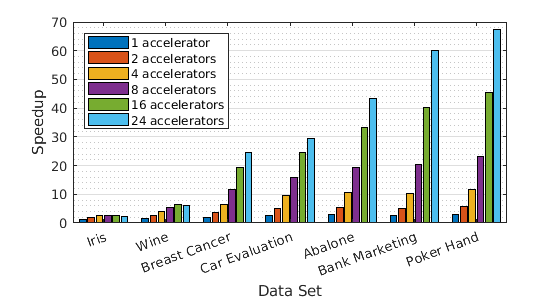 70
60
50
40
30
20
10
0
Speedup
1 accelerator
2 accelerators
4 accelerators
8 accelerators
16 accelerators
24 accelerators
Iris
Wine
Breast Cancer
Car Evaluation
Abalone
Bank Marketing
Poker Hand
Data Set